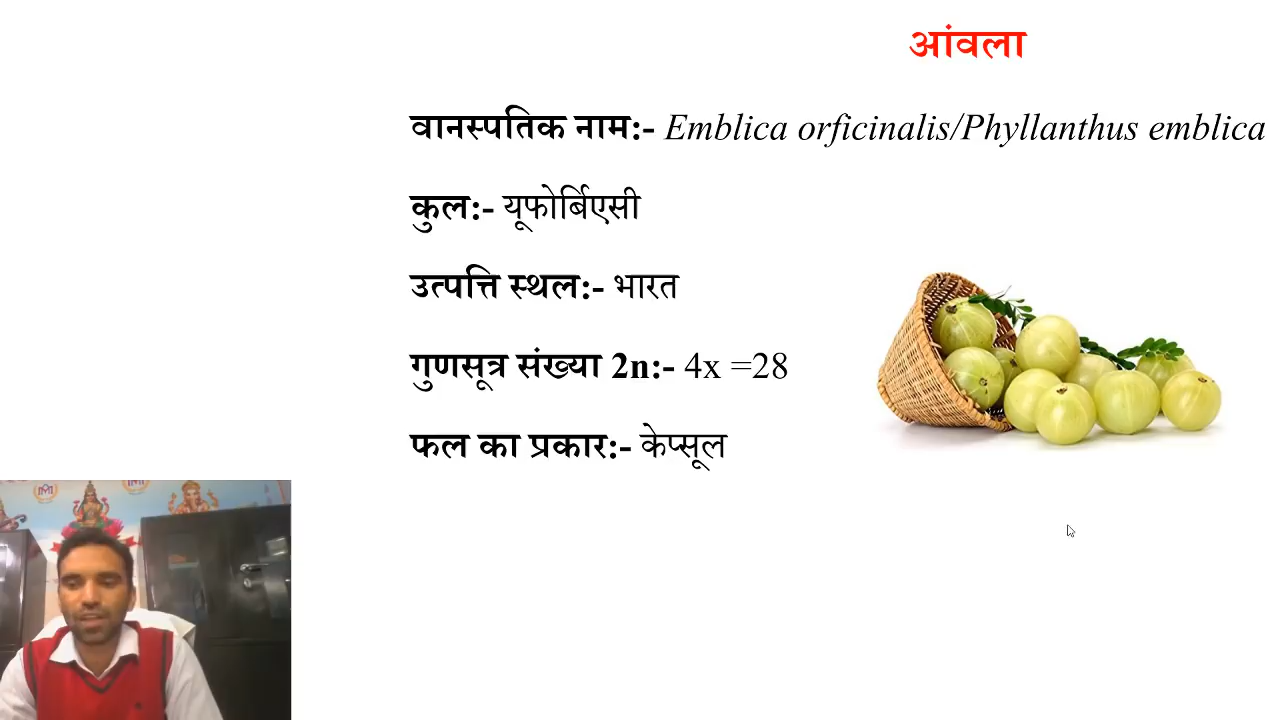 आंवला
वानस्पतिक नाम:- Emblica orficinalis/Phyllanthus emblica
कुल:- यूफोर्बिएसी
उत्पत्ति स्थल:- भारत
गुणसूत्र संख्या 2n:- 4x =28
फल का प्रकार:- केप्सूल